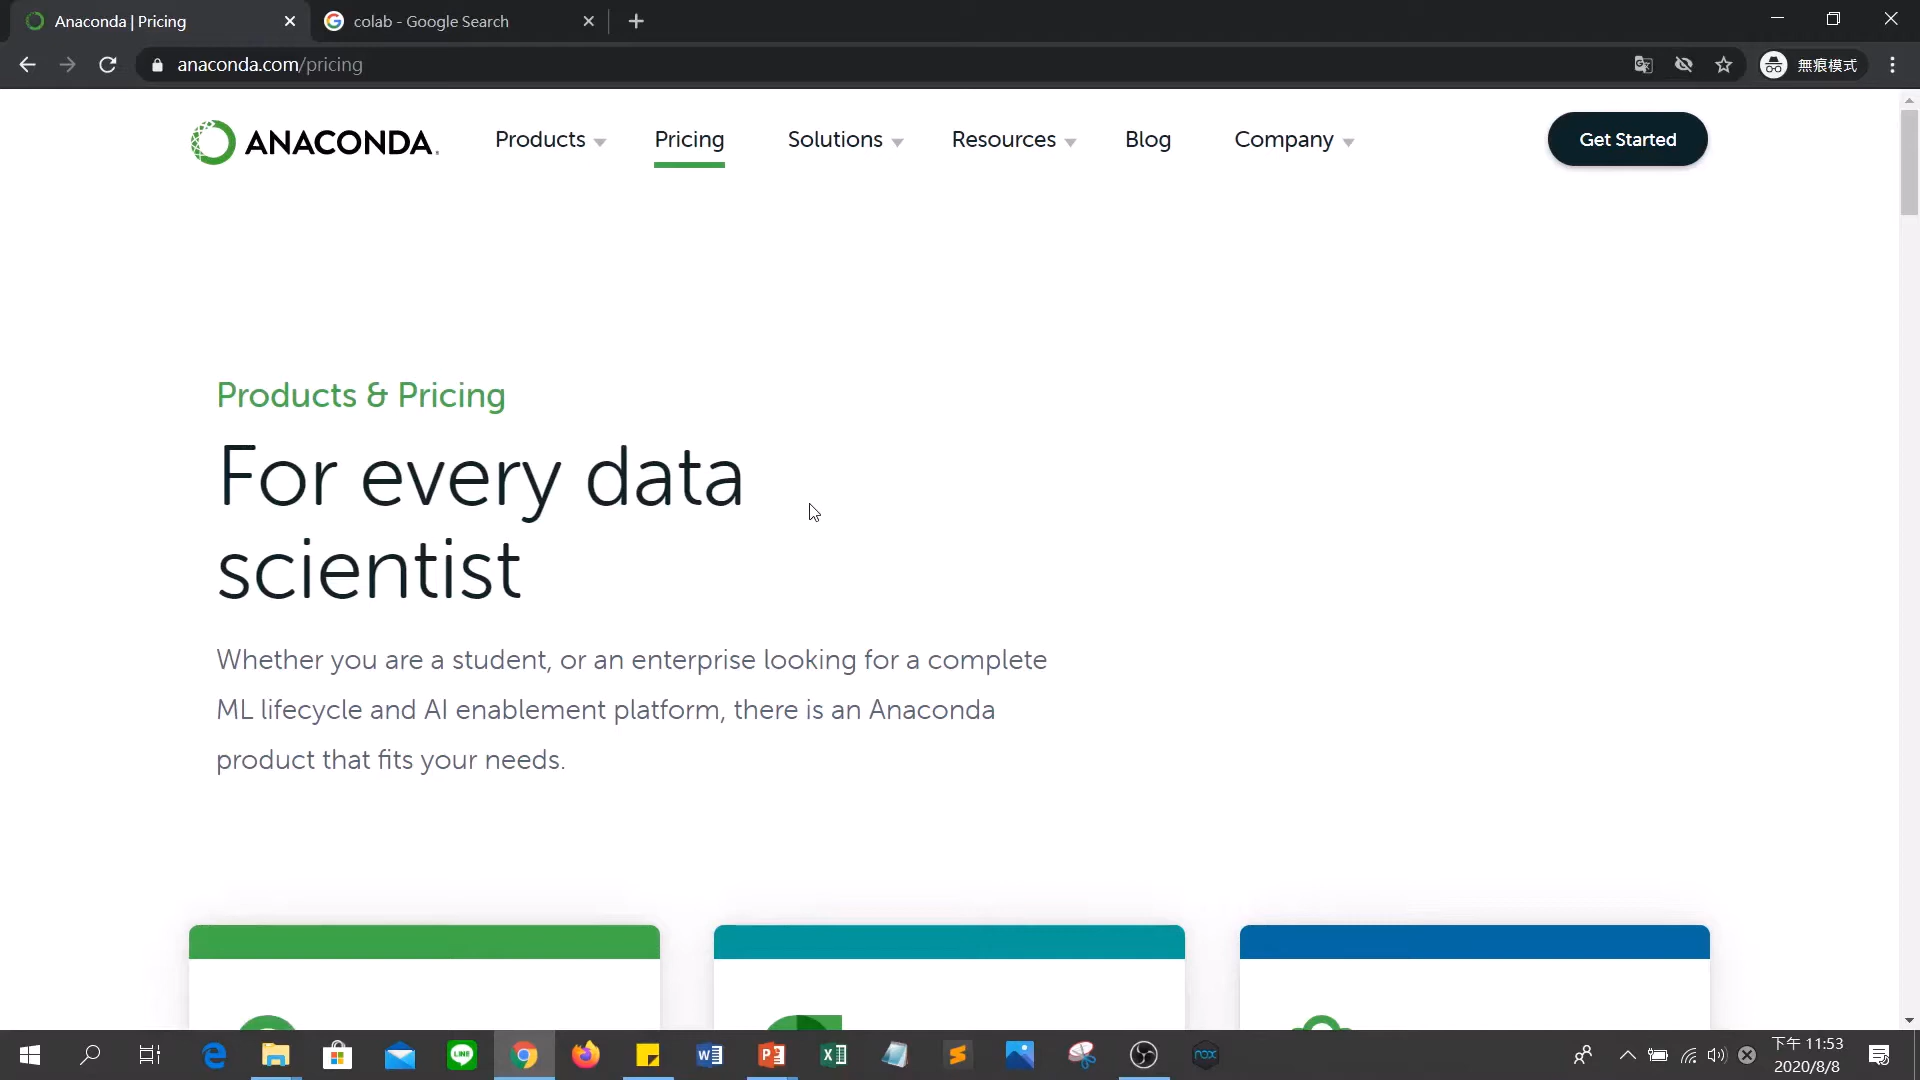 Anaconda | Pricing
colab - Google Search
anaconda.com/pricing
無痕模式
ANACONDA.
Products
Pricing
Solutions
Resources
Blog
Company
Get Started
Products & Pricing
For every data
scientist
Whether you are a student, or an enterprise looking for a complete
ML lifecycle and AI enablement platform, there is an Anaconda
product that fits your needs.
LINE
nox
下午 11:53
2020/8/8